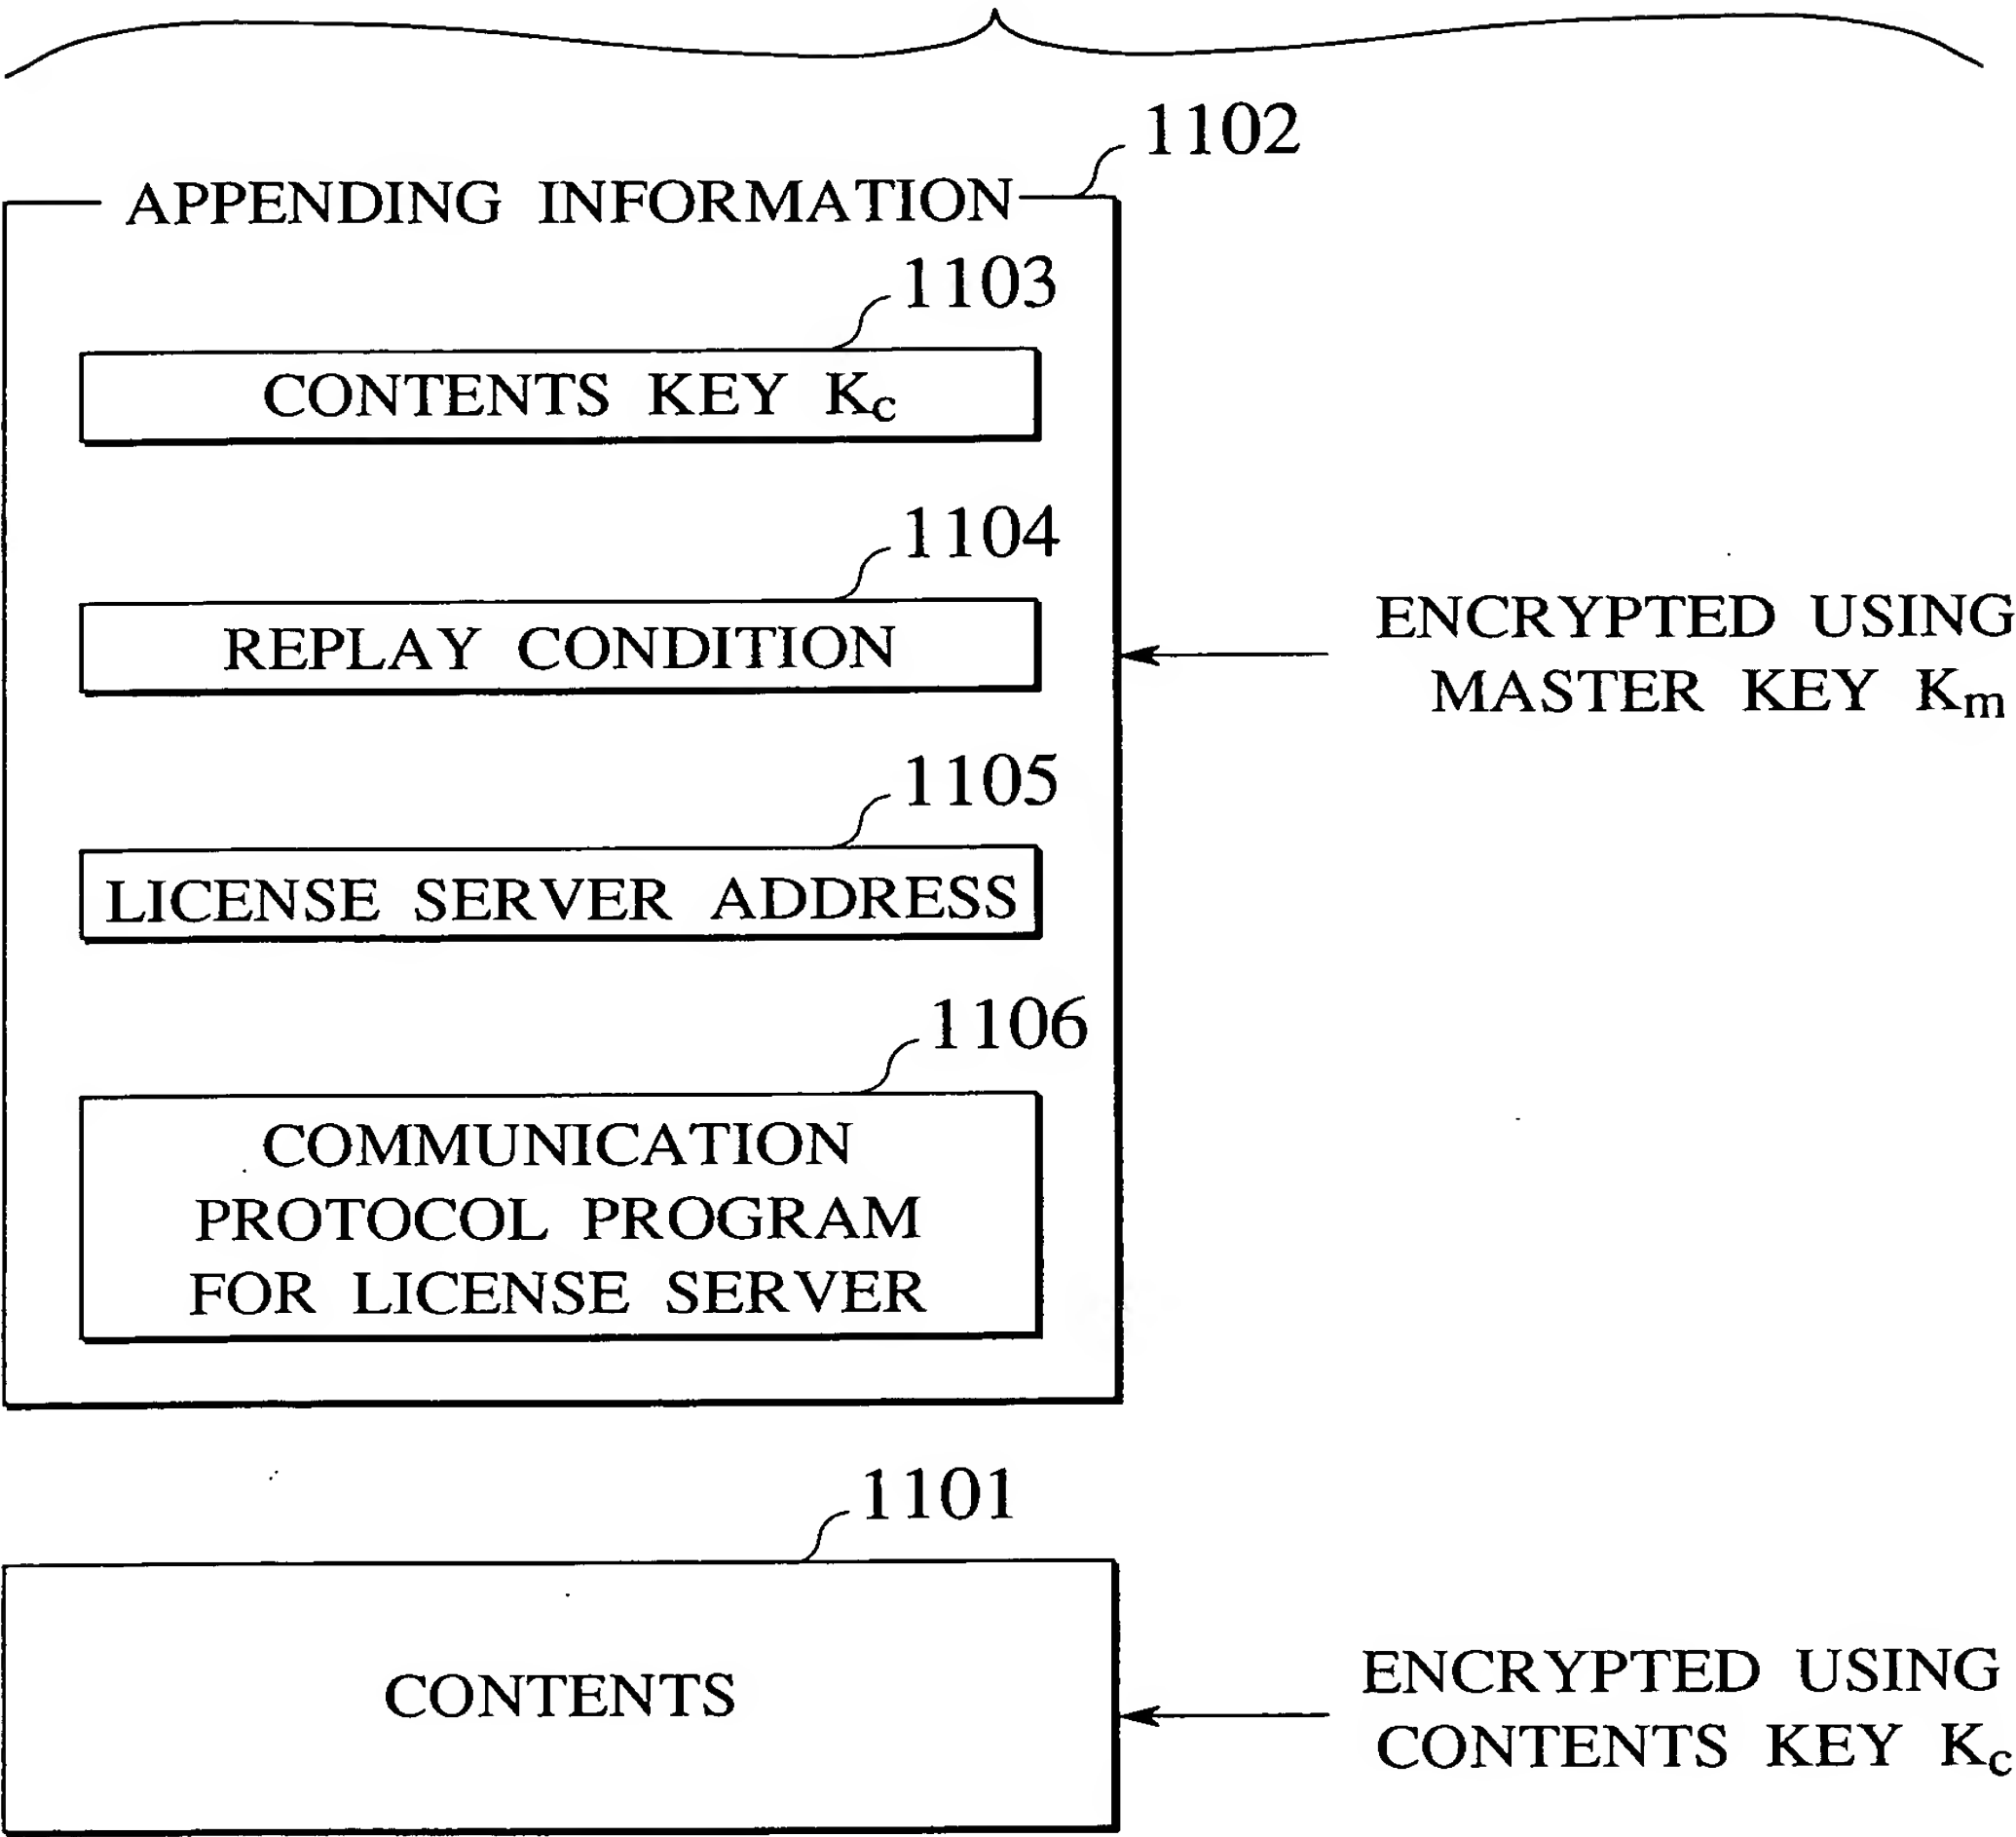 1102
APPENDING INFORMATION
1103
CONTENTS KEY Kc
1104
REPLAY CONDITION
ENCRYPTED USING
MASTER KEY Km
1105
LICENSE SERVER ADDRESS
1106
COMMUNICATION
PROTOCOL PROGRAM
FOR LICENSE SERVER
1101
CONTENTS
ENCRYPTED USING
CONTENTS KEY Kc